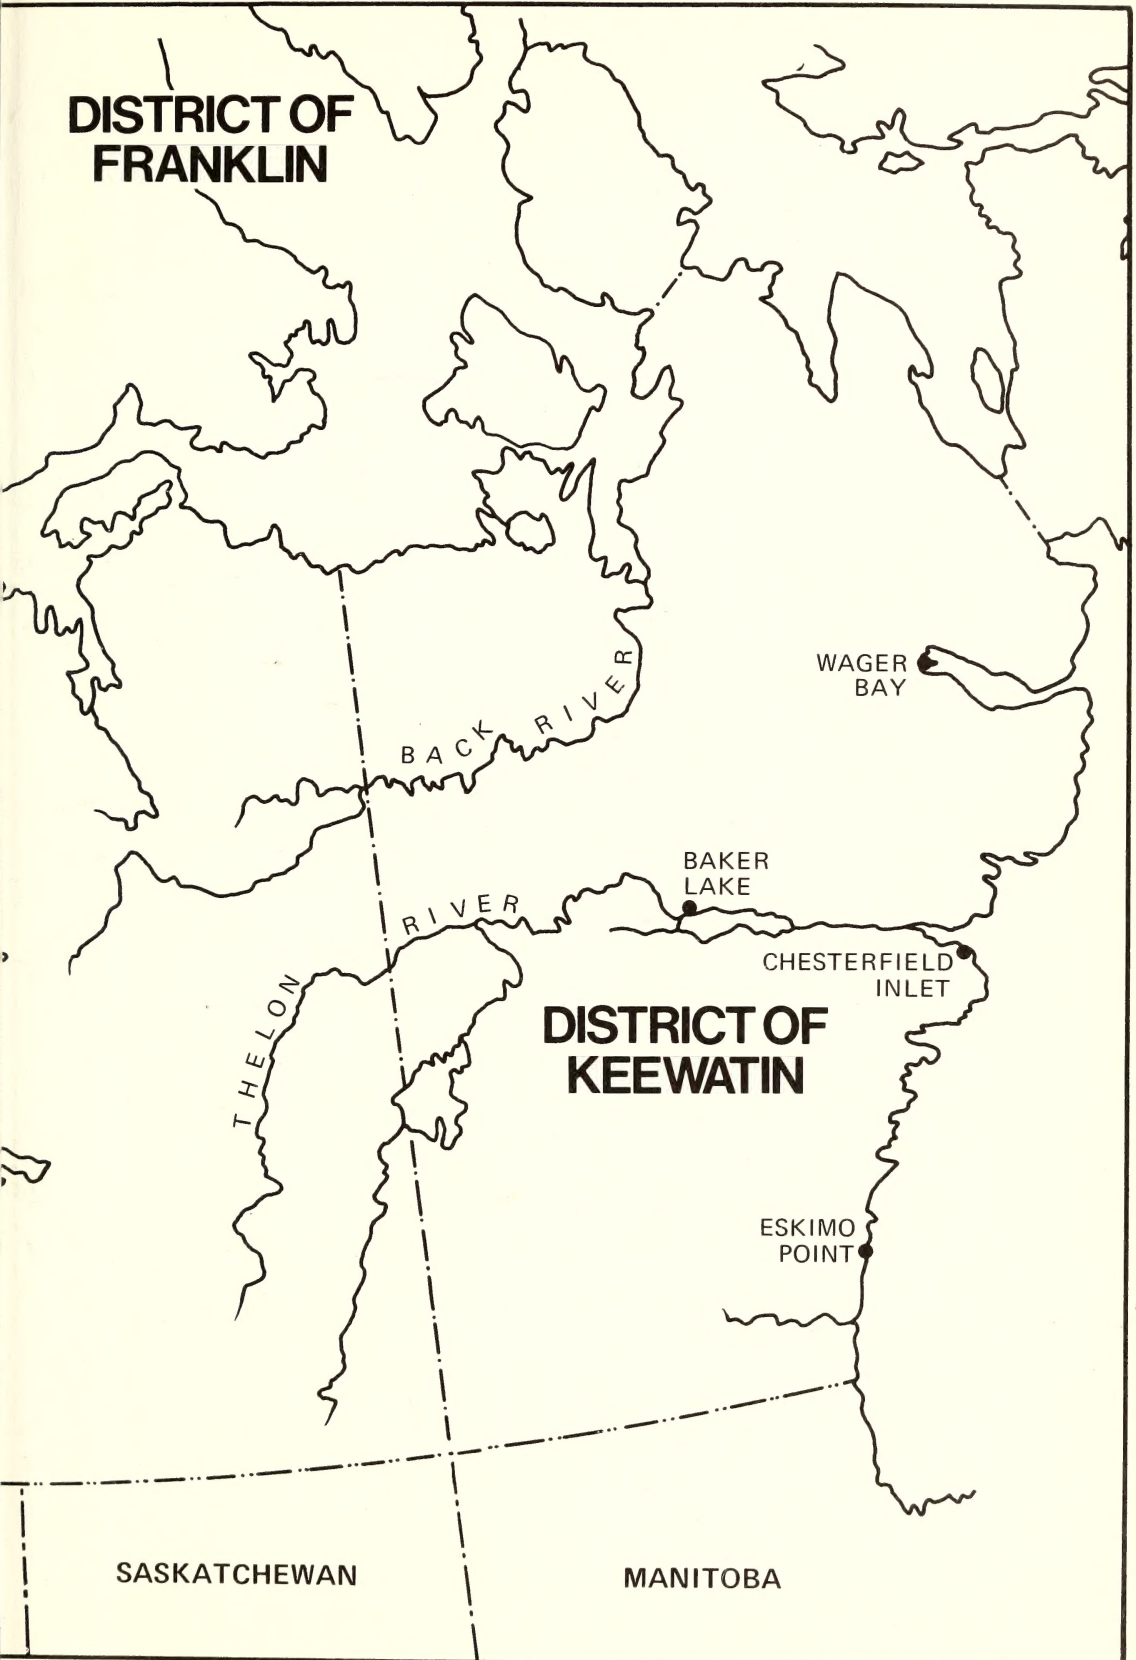 DISTRICT OF
FRANKLIN
WAGER
BAY
BACK RIVER
BAKER
LAKE
THELON RIVER
CHESTERFIELD
INLET
DISTRICT OF
KEEWATIN
ESKIMO
POINT
SASKATCHEWAN
MANITOBA